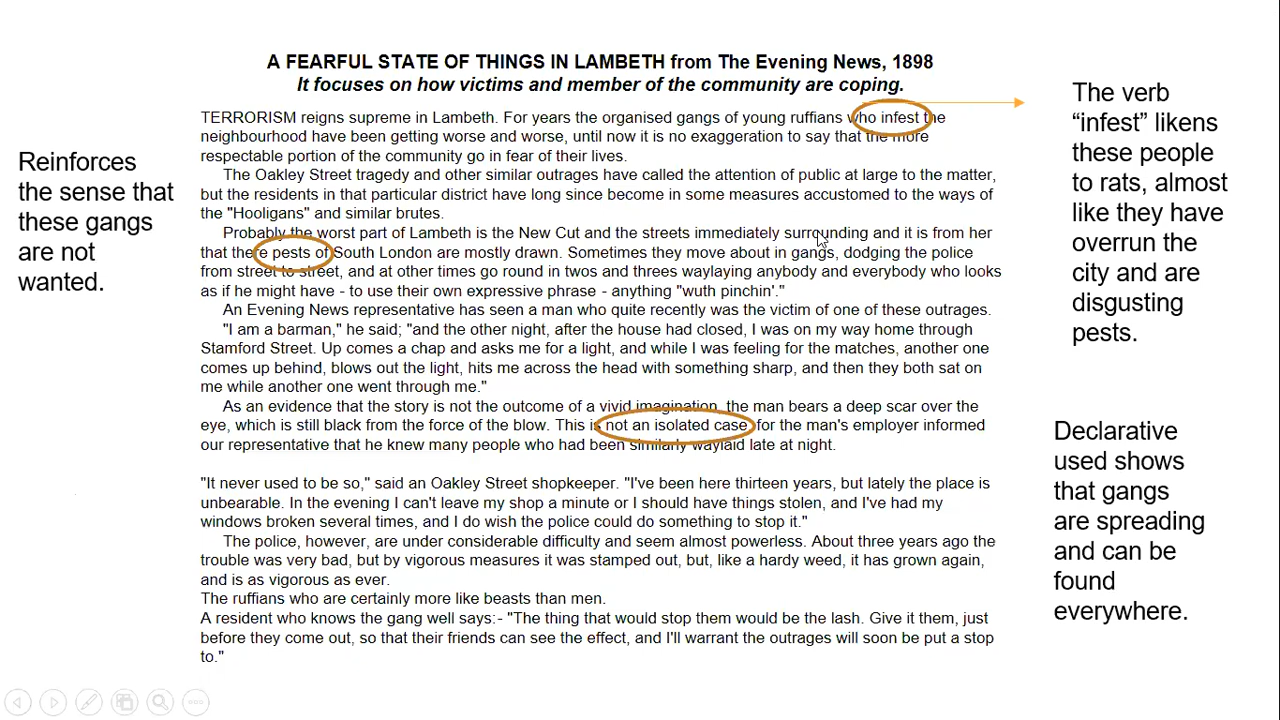 A FEARFUL STATE OF THINGS IN LAMBETH from The Evening News, 1898
It focuses on how victims and member of the community are coping.
TERRORISM reigns supreme in Lambeth. For years the organised gangs of young ruffians who infest the
neighbourhood have been getting worse and worse, until now it is no exaggeration to say that the more
respectable portion of the community go in fear of their lives.
The Oakley Street tragedy and other similar outrages have called the attention of public at large to the matter,
but the residents in that particular district have long since become in some measures accustomed to the ways of
the "Hooligans" and similar brutes.
Probably the worst part of Lambeth is the New Cut and the streets immediately surrounding and it is from her
that there pests of South London are mostly drawn. Sometimes they move about in gangs, dodging the police
from street to street, and at other times go round in twos and threes waylaying anybody and everybody who looks
as if he might have - to use their own expressive phrase - anything "wuth pinchin'."
An Evening News representative has seen a man who quite recently was the victim of one of these outrages.
"I am a barman," he said; "and the other night, after the house had closed, I was on my way home through
Stamford Street. Up comes a chap and asks me for a light, and while I was feeling for the matches, another one
comes up behind, blows out the light, hits me across the head with something sharp, and then they both sat on
me while another one went through me."
As an evidence that the story is not the outcome of a vivid imagination, the man bears a deep scar over the
eye, which is still black from the force of the blow. This is not an isolated case, for the man's employer informed
our representative that he knew many people who had been similarly waylaid late at night.
"It never used to be so," said an Oakley Street shopkeeper. "I've been here thirteen years, but lately the place is
unbearable. In the evening I can't leave my shop a minute or I should have things stolen, and I've had my
windows broken several times, and I do wish the police could do something to stop it."
The police, however, are under considerable difficulty and seem almost powerless. About three years ago the
trouble was very bad, but by vigorous measures it was stamped out, but, like a hardy weed, it has grown again,
and is as vigorous as ever.
The ruffians who are certainly more like beasts than men.
A resident who knows the gang well says:- "The thing that would stop them would be the lash. Give it them, just
before they come out, so that their friends can see the effect, and I'll warrant the outrages will soon be put a stop
to."
Reinforces
the sense that
these gangs
are not
wanted.
The verb
“infest” likens
these people
to rats, almost
like they have
overrun the
city and are
disgusting
pests.
Declarative
used shows
that gangs
are spreading
and can be
found
everywhere.